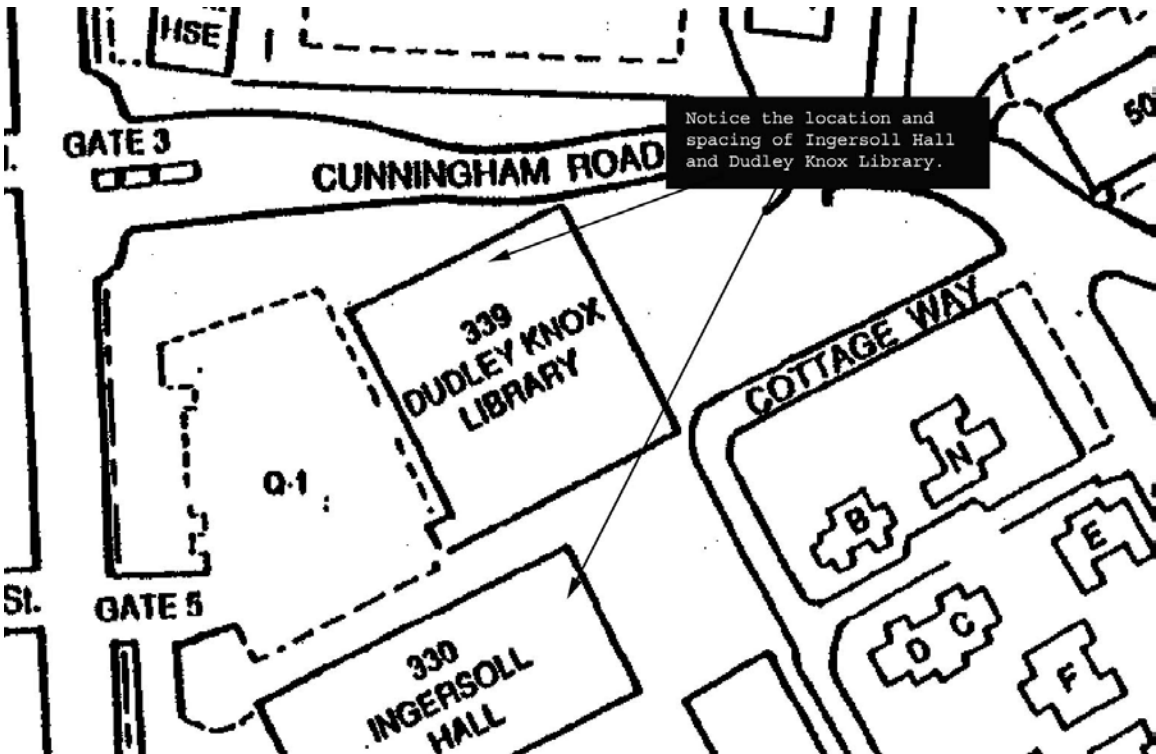 HSE
GATE 3
CUNNINGHAM ROAD
Notice the location and
spacing of Ingersoll Hall
and Dudley Knox Library.
50
339
DUDLEY KNOX
LIBRARY
COTTAGE WAY
Q-1
N
B
E
St.
GATE 5
D
C
F
330
INGERSOLL
HALL